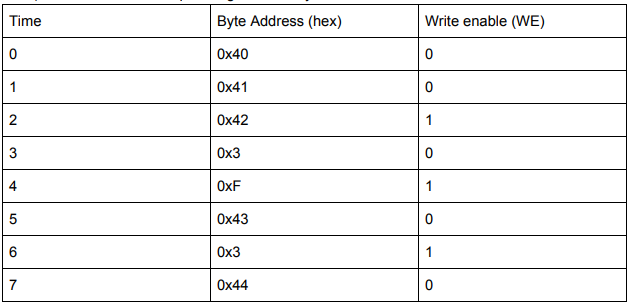 Time Byte Address (hex) Write enable (WE)
0 0x40 0
1 0x41 0
2 0x42 1
3 0x3 0
4 0xF 1
5 0x43 0
6 0x3 1
7 0x44 0